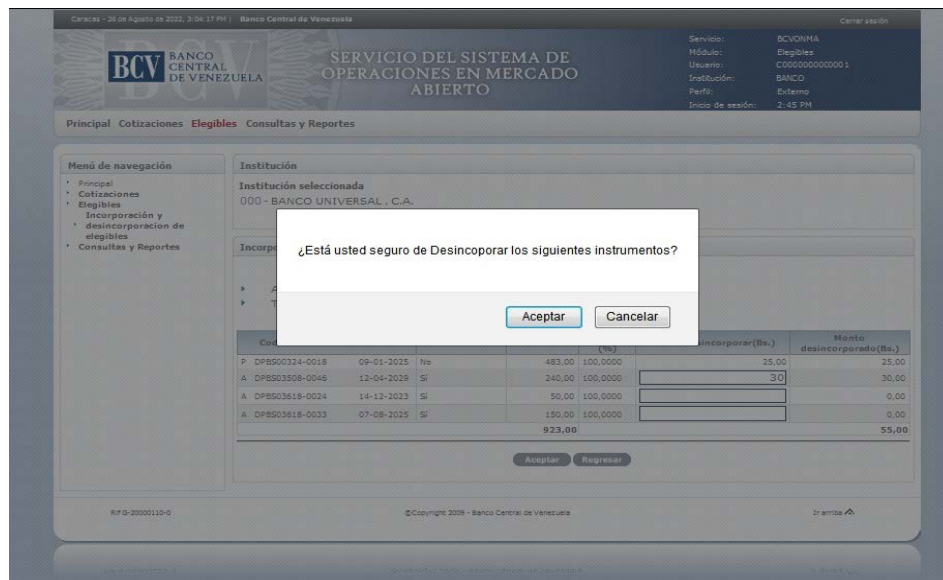 Caracas - 26 de Agosto de 2022, 3:04:17 PM | Banco Central de Venezuela
Cerrar sesión
BCV BANCO CENTRAL DE VENEZUELA
SERVICIO DEL SISTEMA DE
OPERACIONES EN MERCADO
ABIERTO
Servicio: BCVONMA
Módulo: Elegibles
Usuario:
Institución: BANCO
Perfil: Externo
Inicio de sesión: 2:45 PM
Principal Cotizaciones Elegibles Consultas y Reportes
Menú de navegación
Principal
Cotizaciones
Elegibles
Incorporación y
desincorporacion de
elegibles
Consultas y Reportes
Institución
Institución seleccionada
000 - BANCO UNIVERSAL , C.A.
Incorpo
¿Está usted seguro de Desincoporar los siguientes instrumentos?
Aceptar Cancelar
Cod (%) incorporar(Bs.) Monto desincorporado(Bs.)
P DPBS00324-0018 09-01-2025 No 483,00 100,0000 25,00 25,00
A DPBS03508-0046 12-04-2029 Sí 240,00 100,0000 30 30,00
A DPBS03618-0024 14-12-2023 Sí 50,00 100,0000 0,00
A DPBS03618-0033 07-08-2025 Sí 150,00 100,0000 0,00
923,00 55,00
Aceptar Regresar
Rif G-20000110-0
©Copyright 2009 - Banco Central de Venezuela
Ir arriba